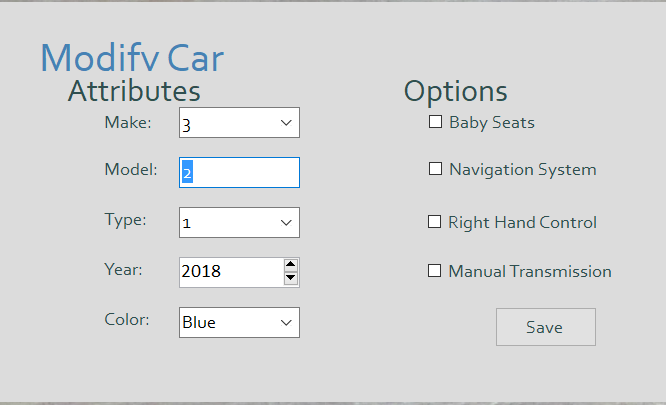 Modify Car
Attributes
Options
Make:
3
Baby Seats
Model:
2
Navigation System
Type:
1
Right Hand Control
Year:
2018
Manual Transmission
Color:
Blue
Save